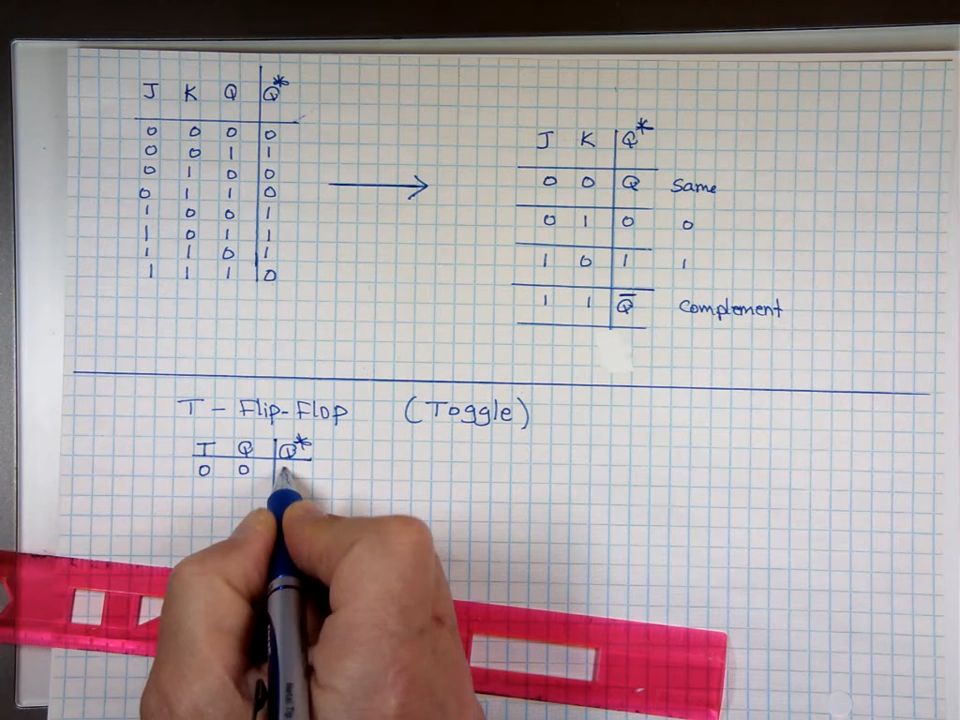 J K Q Q*
0 0 0 0
0 0 1 1
0 1 0 0
0 1 1 0
1 0 0 1
1 0 1 1
1 1 0 1
1 1 1 0
J K Q*
0 0 Q Same
0 1 0 0
1 0 1 1
1 1 Q̅ Complement
T - Flip-Flop (Toggle)
T Q Q*
0 0